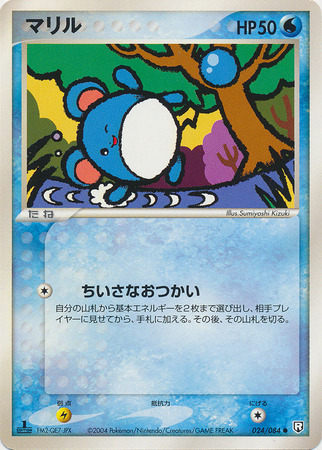 マリル HP50
Illus.Sumiyoshi Kizuki
たね
ちいさなおつかい
自分の山札から基本エネルギーを2枚まで選び出し、相手プレ
イヤーに見せてから、手札に加える。その後、その山札を切る。
弱点 抵抗力 にげる
1 EDITION
©2004 Pokémon/Nintendo/Creatures/GAME FREAK
024/084